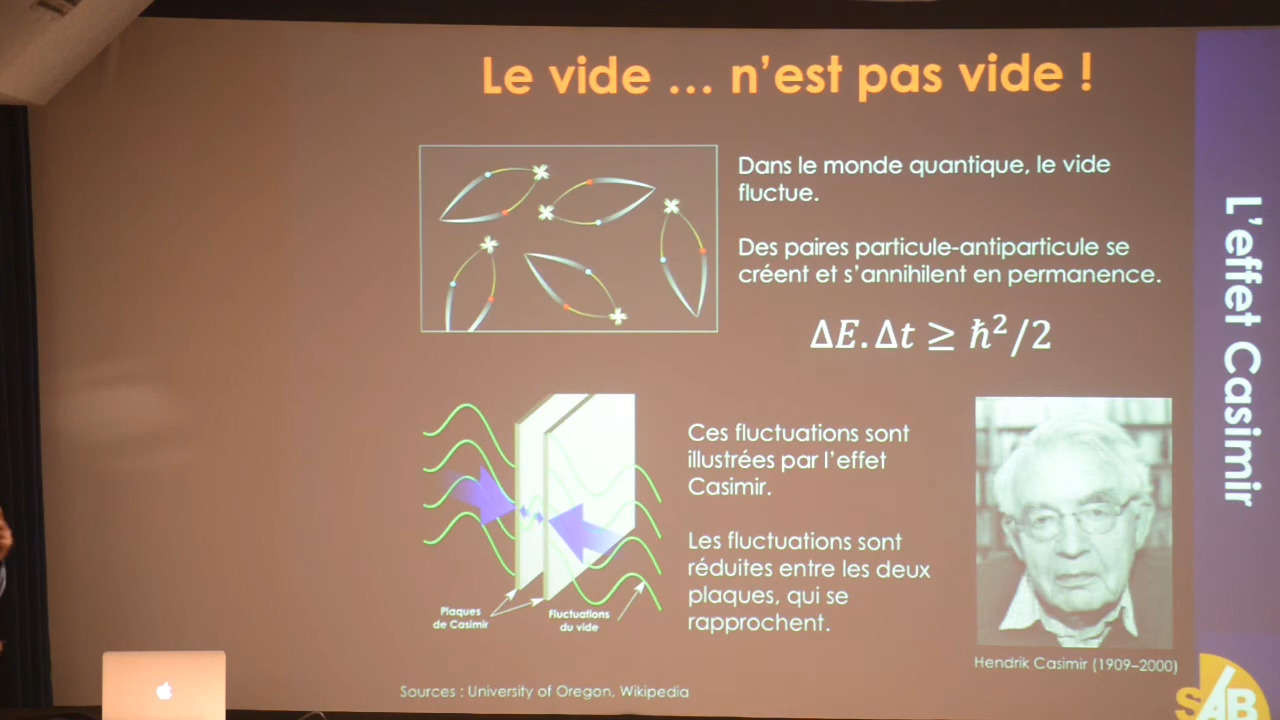 Le vide ... n'est pas vide !
Dans le monde quantique, le vide
fluctue.
Des paires particule-antiparticule se
créent et s'annihilent en permanence.
ΔE.Δt ≥ ħ²/2
Ces fluctuations sont
illustrées par l'effet
Casimir.
Les fluctuations sont
réduites entre les deux
plaques, qui se
rapprochent.
Plaques
de Casimir
Fluctuations
du vide
Hendrik Casimir (1909–2000)
Sources : University of Oregon, Wikipedia
L'effet Casimir
SAB